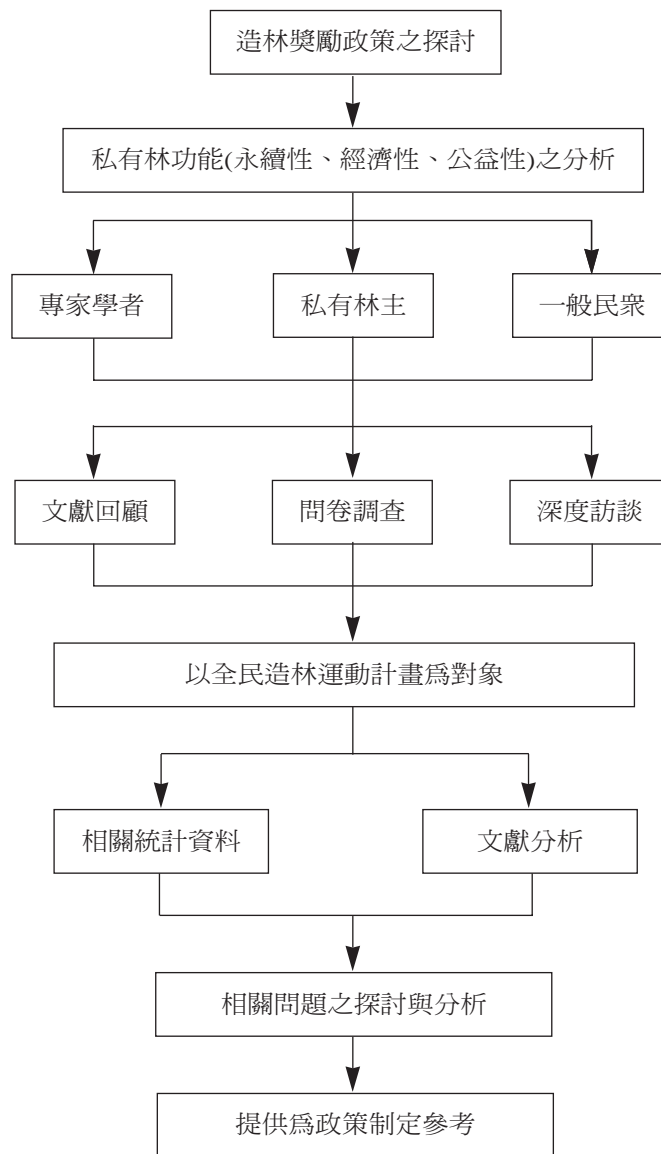 造林獎勵政策之探討
私有林功能(永續性、經濟性、公益性)之分析
專家學者
私有林主
一般民眾
文獻回顧
問卷調查
深度訪談
以全民造林運動計畫為對象
相關統計資料
文獻分析
相關問題之探討與分析
提供為政策制定參考